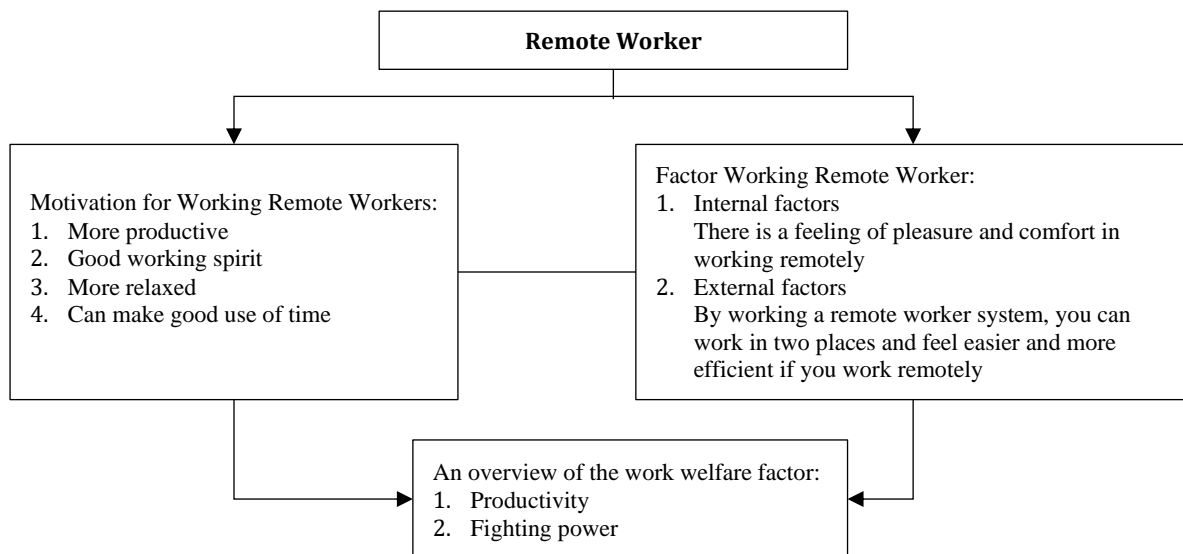 Remote Worker
Motivation for Working Remote Workers:
1. More productive
2. Good working spirit
3. More relaxed
4. Can make good use of time
Factor Working Remote Worker:
1. Internal factors
There is a feeling of pleasure and comfort in
working remotely
2. External factors
By working a remote worker system, you can
work in two places and feel easier and more
efficient if you work remotely
An overview of the work welfare factor:
1. Productivity
2. Fighting power